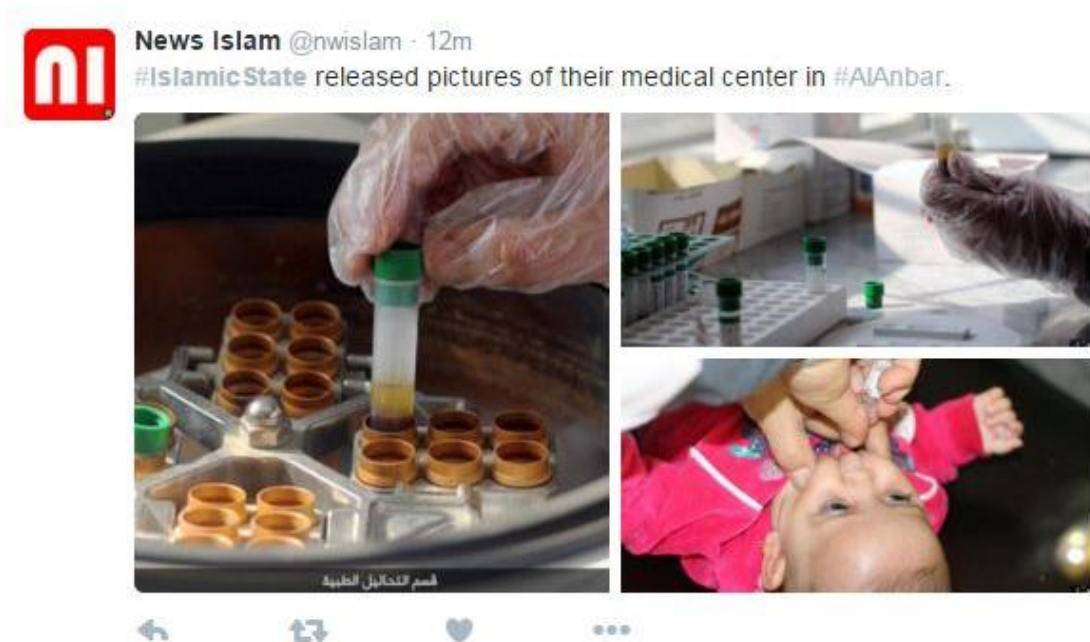 News Islam @nwislam · 12m
#IslamicState released pictures of their medical center in #AlAnbar.
قسم التحاليل الطبية